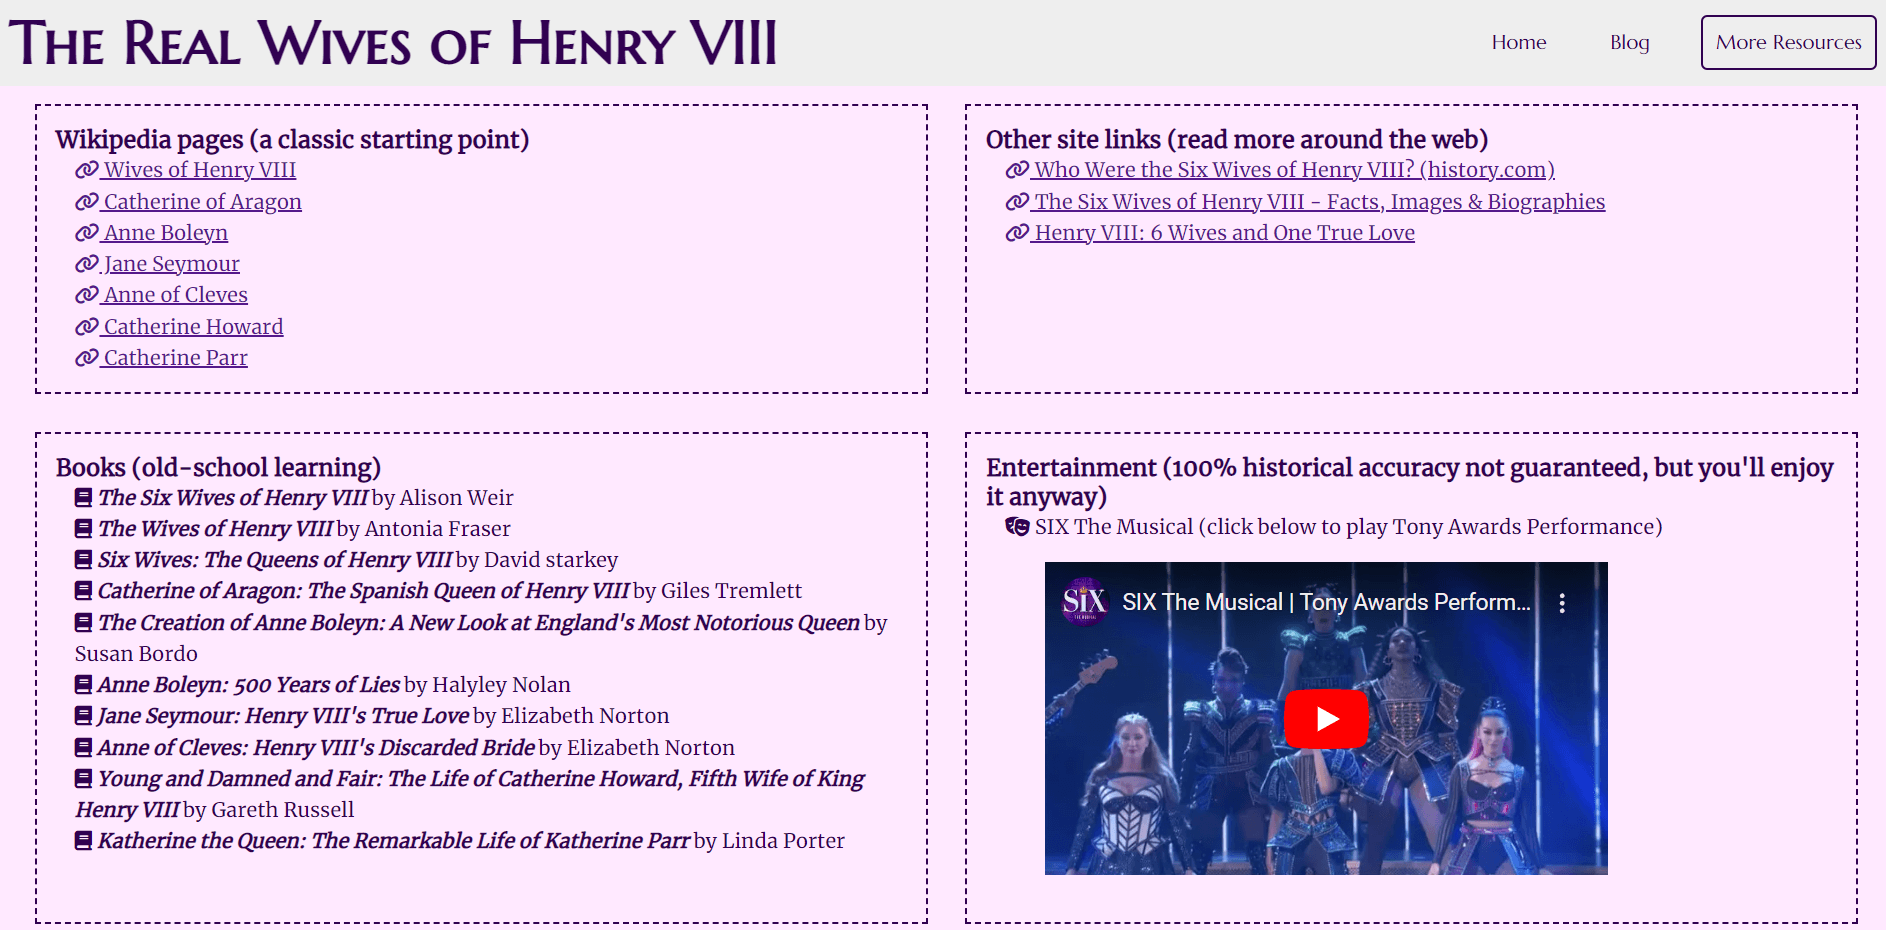 The Real Wives of Henry VIII
Home
Blog
More Resources
Wikipedia pages (a classic starting point)
Wives of Henry VIII
Catherine of Aragon
Anne Boleyn
Jane Seymour
Anne of Cleves
Catherine Howard
Catherine Parr
Other site links (read more around the web)
Who Were the Six Wives of Henry VIII? (history.com)
The Six Wives of Henry VIII - Facts, Images & Biographies
Henry VIII: 6 Wives and One True Love
Books (old-school learning)
The Six Wives of Henry VIII by Alison Weir
The Wives of Henry VIII by Antonia Fraser
Six Wives: The Queens of Henry VIII by David starkey
Catherine of Aragon: The Spanish Queen of Henry VIII by Giles Tremlett
The Creation of Anne Boleyn: A New Look at England's Most Notorious Queen by
Susan Bordo
Anne Boleyn: 500 Years of Lies by Halyley Nolan
Jane Seymour: Henry VIII's True Love by Elizabeth Norton
Anne of Cleves: Henry VIII's Discarded Bride by Elizabeth Norton
Young and Damned and Fair: The Life of Catherine Howard, Fifth Wife of King
Henry VIII by Gareth Russell
Katherine the Queen: The Remarkable Life of Katherine Parr by Linda Porter
Entertainment (100% historical accuracy not guaranteed, but you'll enjoy
it anyway)
SIX The Musical (click below to play Tony Awards Performance)
SIX
SIX The Musical | Tony Awards Perform...